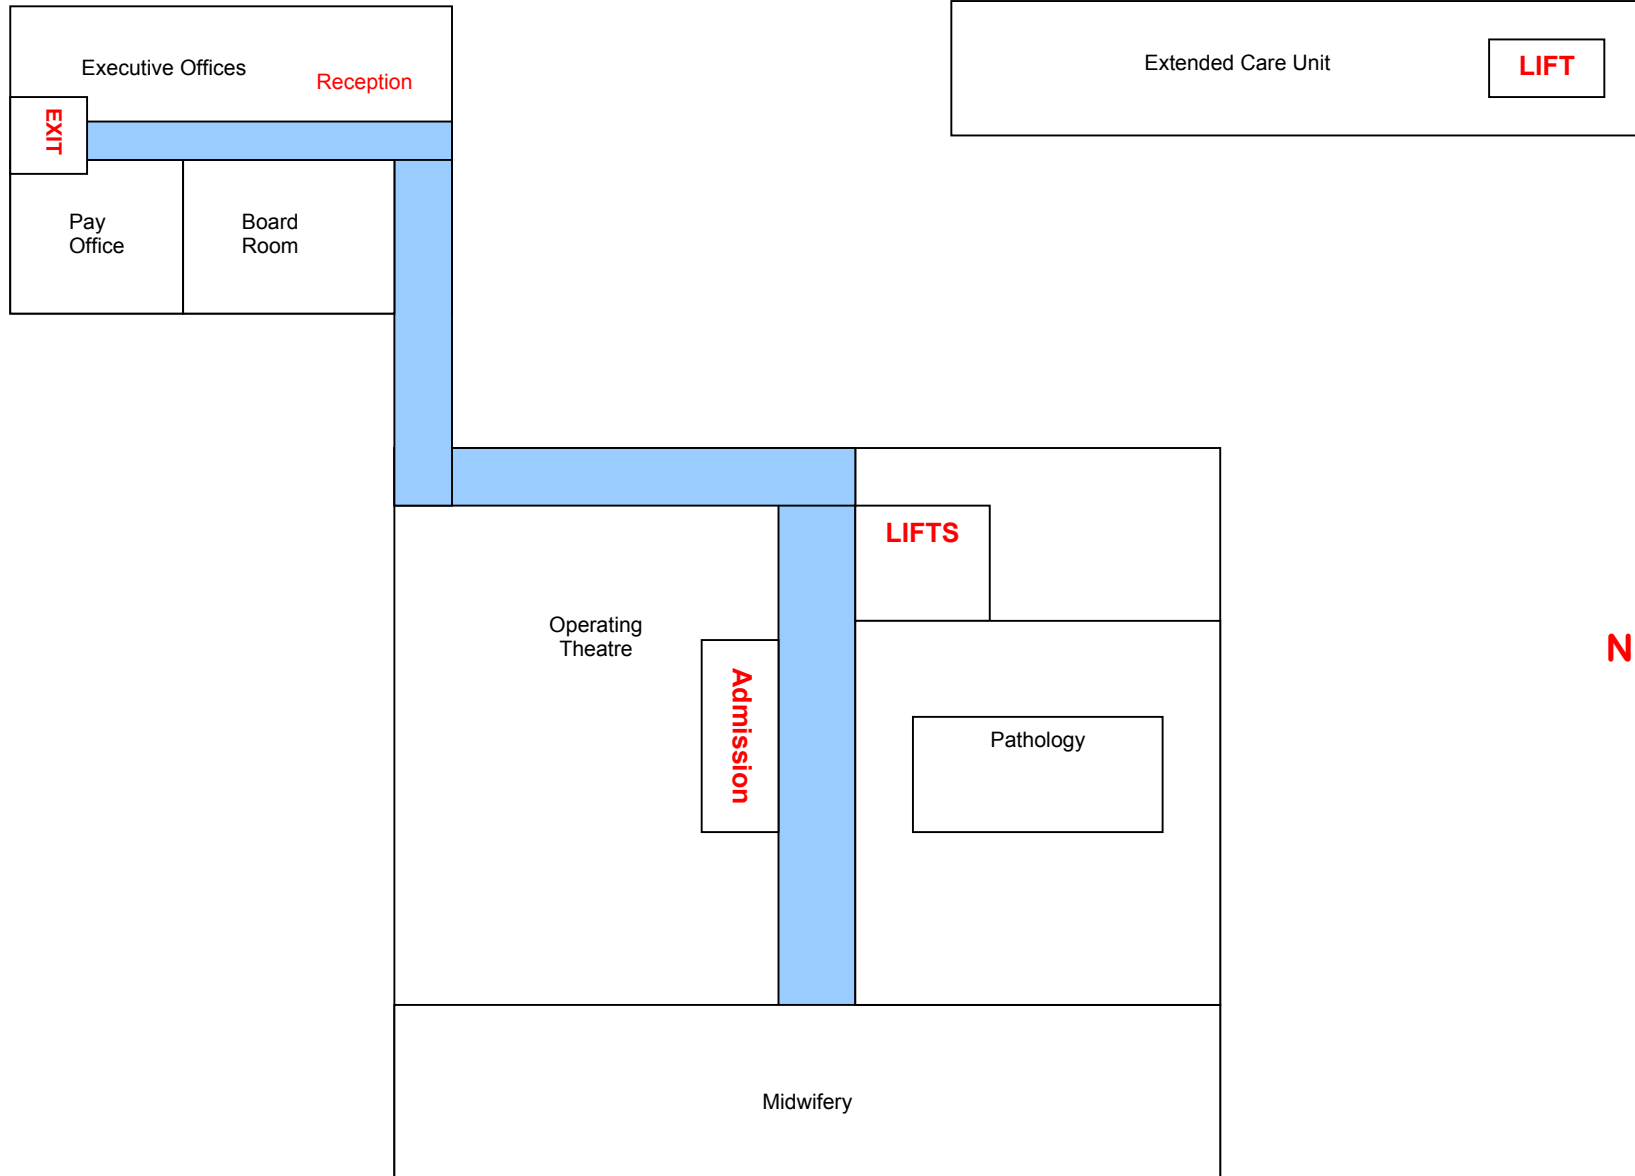 Executive Offices
Reception
Extended Care Unit
LIFT
EXIT
Pay
Office
Board
Room
LIFTS
Operating
Theatre
N
Admission
Pathology
Midwifery